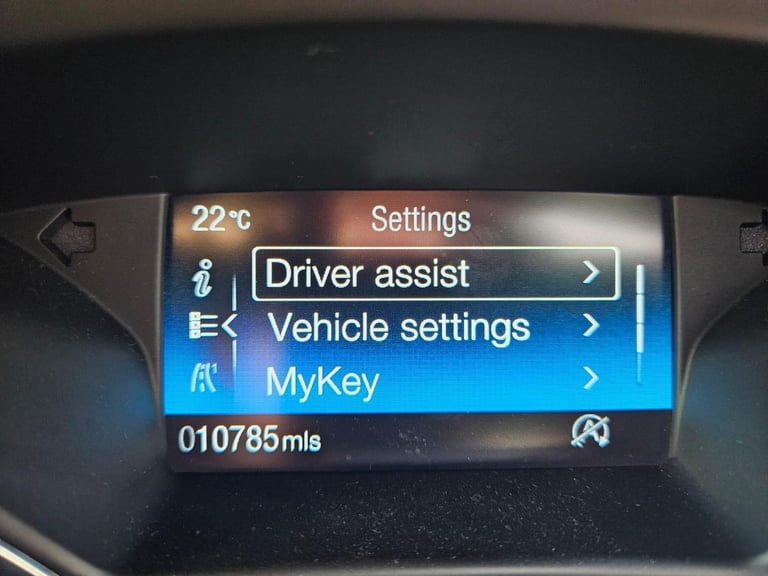 22°C Settings
Driver assist
Vehicle settings
MyKey
010785mls